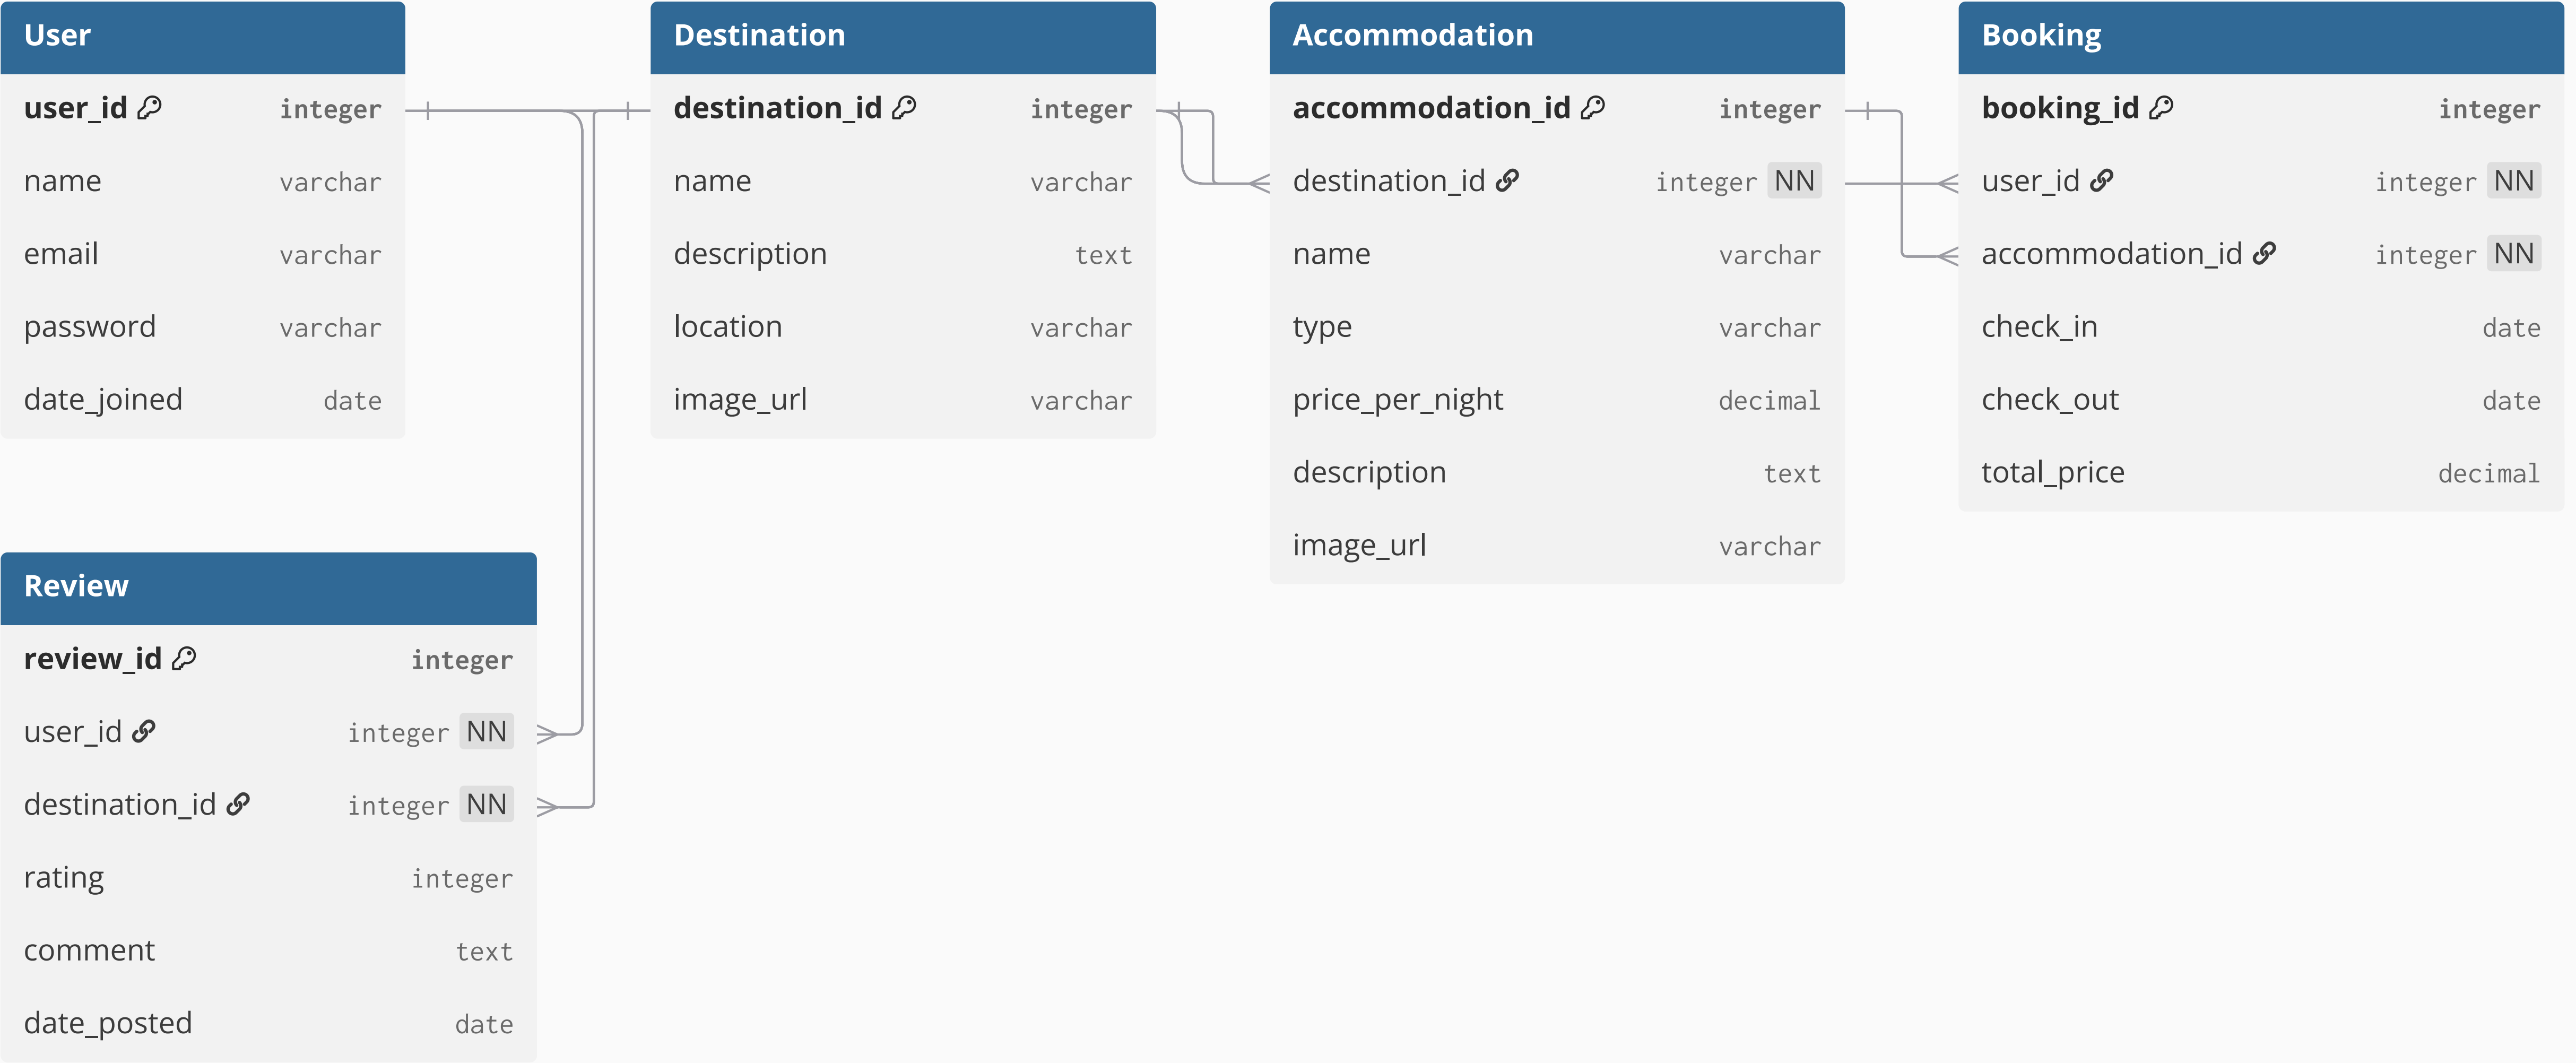 User
user_id integer
name varchar
email varchar
password varchar
date_joined date
Destination
destination_id integer
name varchar
description text
location varchar
image_url varchar
Accommodation
accommodation_id integer
destination_id integer NN
name varchar
type varchar
price_per_night decimal
description text
image_url varchar
Booking
booking_id integer
user_id integer NN
accommodation_id integer NN
check_in date
check_out date
total_price decimal
Review
review_id integer
user_id integer NN
destination_id integer NN
rating integer
comment text
date_posted date